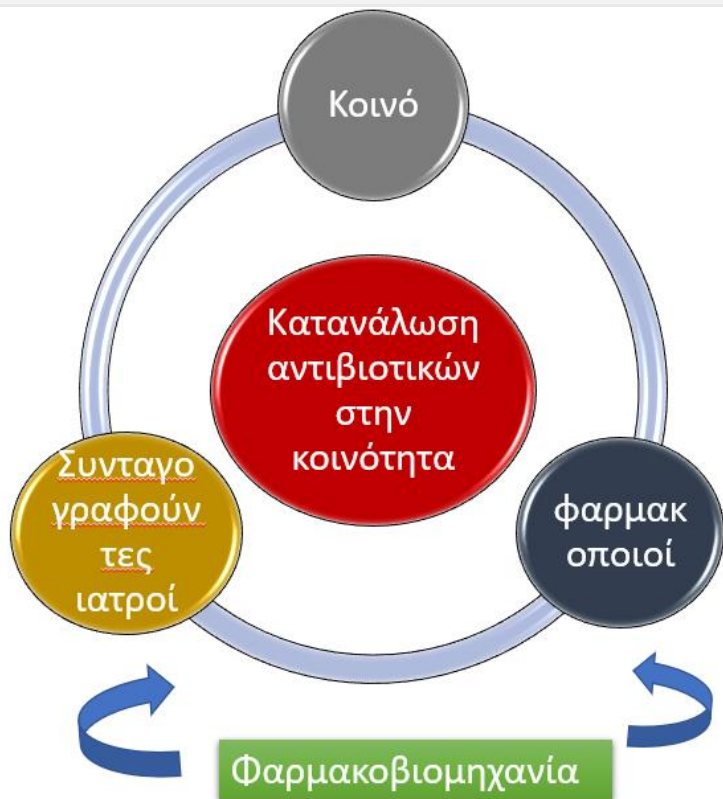 Κοινό
Κατανάλωση
αντιβιοτικών
στην
κοινότητα
Συνταγο
γραφούν
τες
ιατροί
φαρμακ
οποιοί
Φαρμακοβιομηχανία